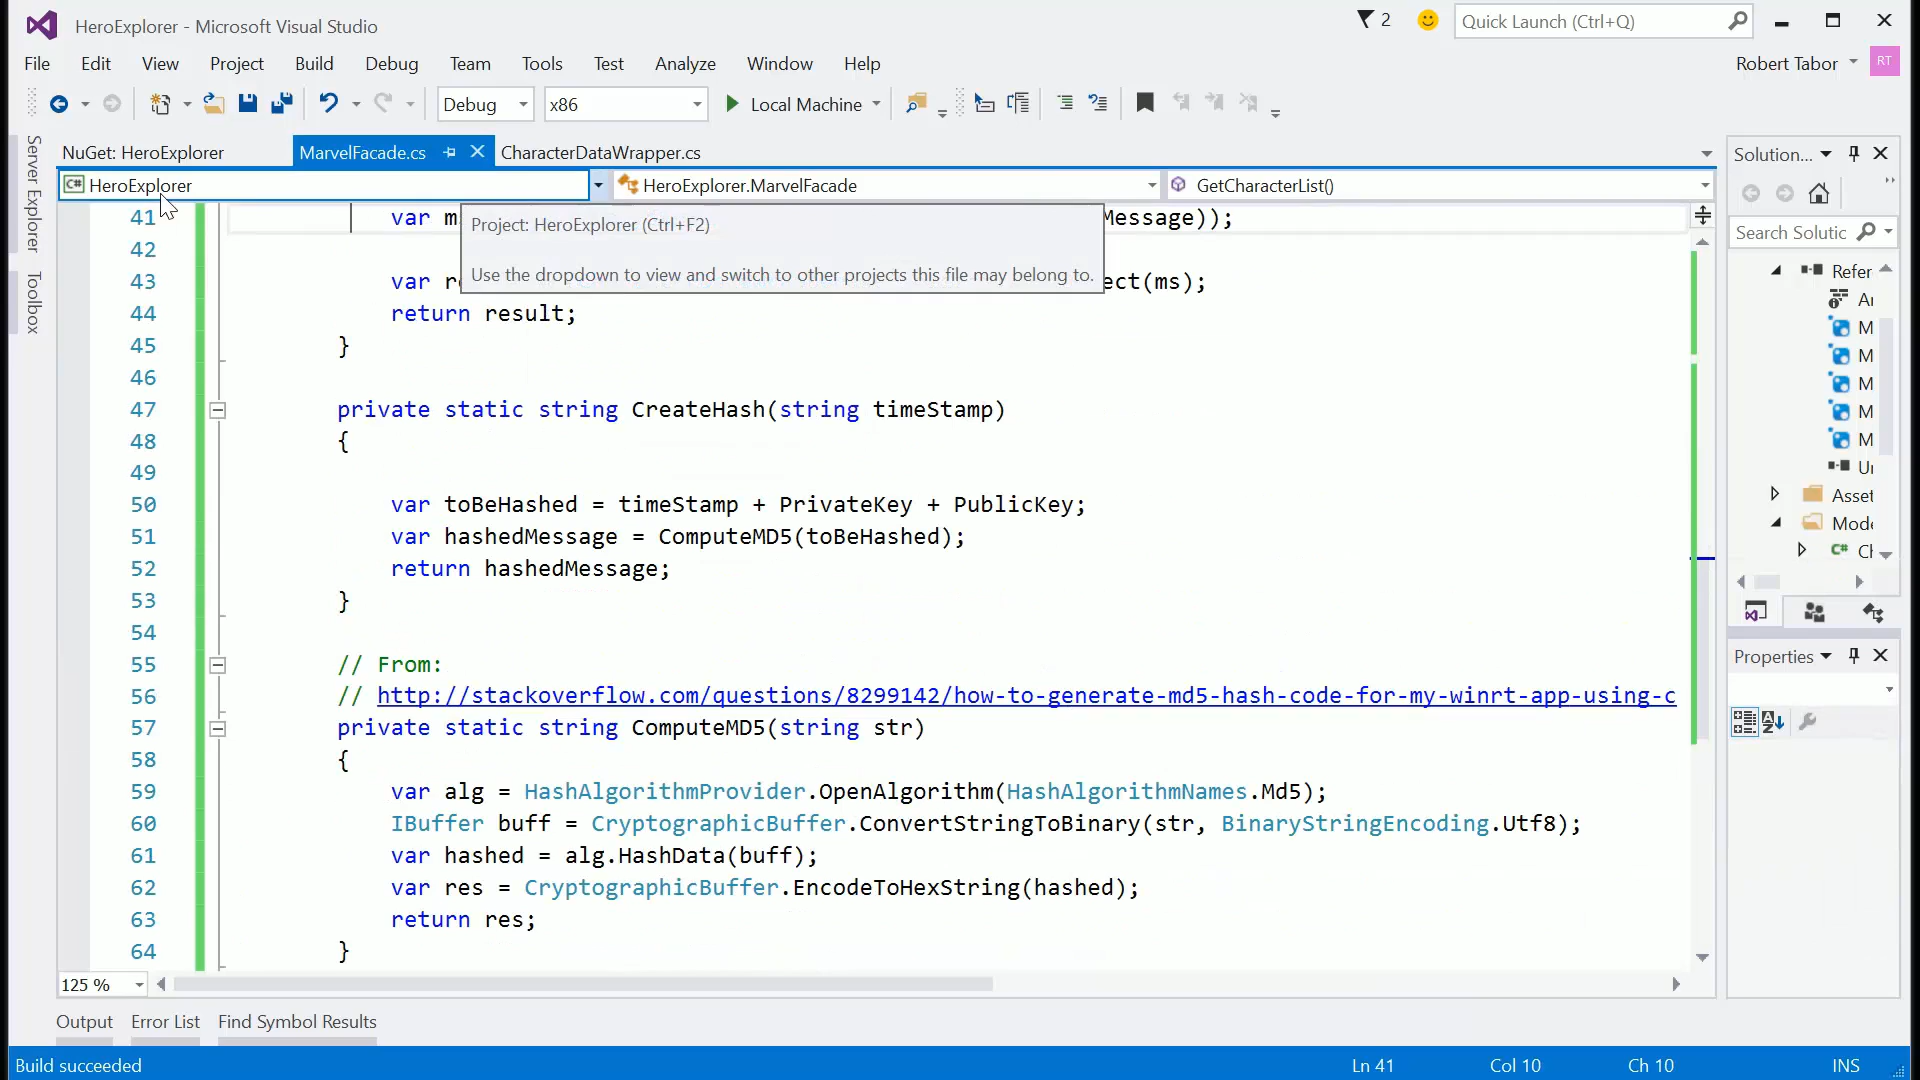 HeroExplorer - Microsoft Visual Studio
2
Quick Launch (Ctrl+Q)
File Edit View Project Build Debug Team Tools Test Analyze Window Help
Robert Tabor RT
Debug x86 Local Machine
Server Explorer
Toolbox
NuGet: HeroExplorer MarvelFacade.cs CharacterDataWrapper.cs
C# HeroExplorer HeroExplorer.MarvelFacade GetCharacterList()
Project: HeroExplorer (Ctrl+F2)
Use the dropdown to view and switch to other projects this file may belong to.
41 var m Message));
42
43 var re ect(ms);
44 return result;
45 }
46
47 private static string CreateHash(string timeStamp)
48 {
49
50 var toBeHashed = timeStamp + PrivateKey + PublicKey;
51 var hashedMessage = ComputeMD5(toBeHashed);
52 return hashedMessage;
53 }
54
55 // From:
56 // http://stackoverflow.com/questions/8299142/how-to-generate-md5-hash-code-for-my-winrt-app-using-c
57 private static string ComputeMD5(string str)
58 {
59 var alg = HashAlgorithmProvider.OpenAlgorithm(HashAlgorithmNames.Md5);
60 IBuffer buff = CryptographicBuffer.ConvertStringToBinary(str, BinaryStringEncoding.Utf8);
61 var hashed = alg.HashData(buff);
62 var res = CryptographicBuffer.EncodeToHexString(hashed);
63 return res;
64 }
125 %
Solution...
Search Solutic
Refer
M
M
M
M
M
Asset
Mode
C#
Properties
Output Error List Find Symbol Results
Build succeeded Ln 41 Col 10 Ch 10 INS